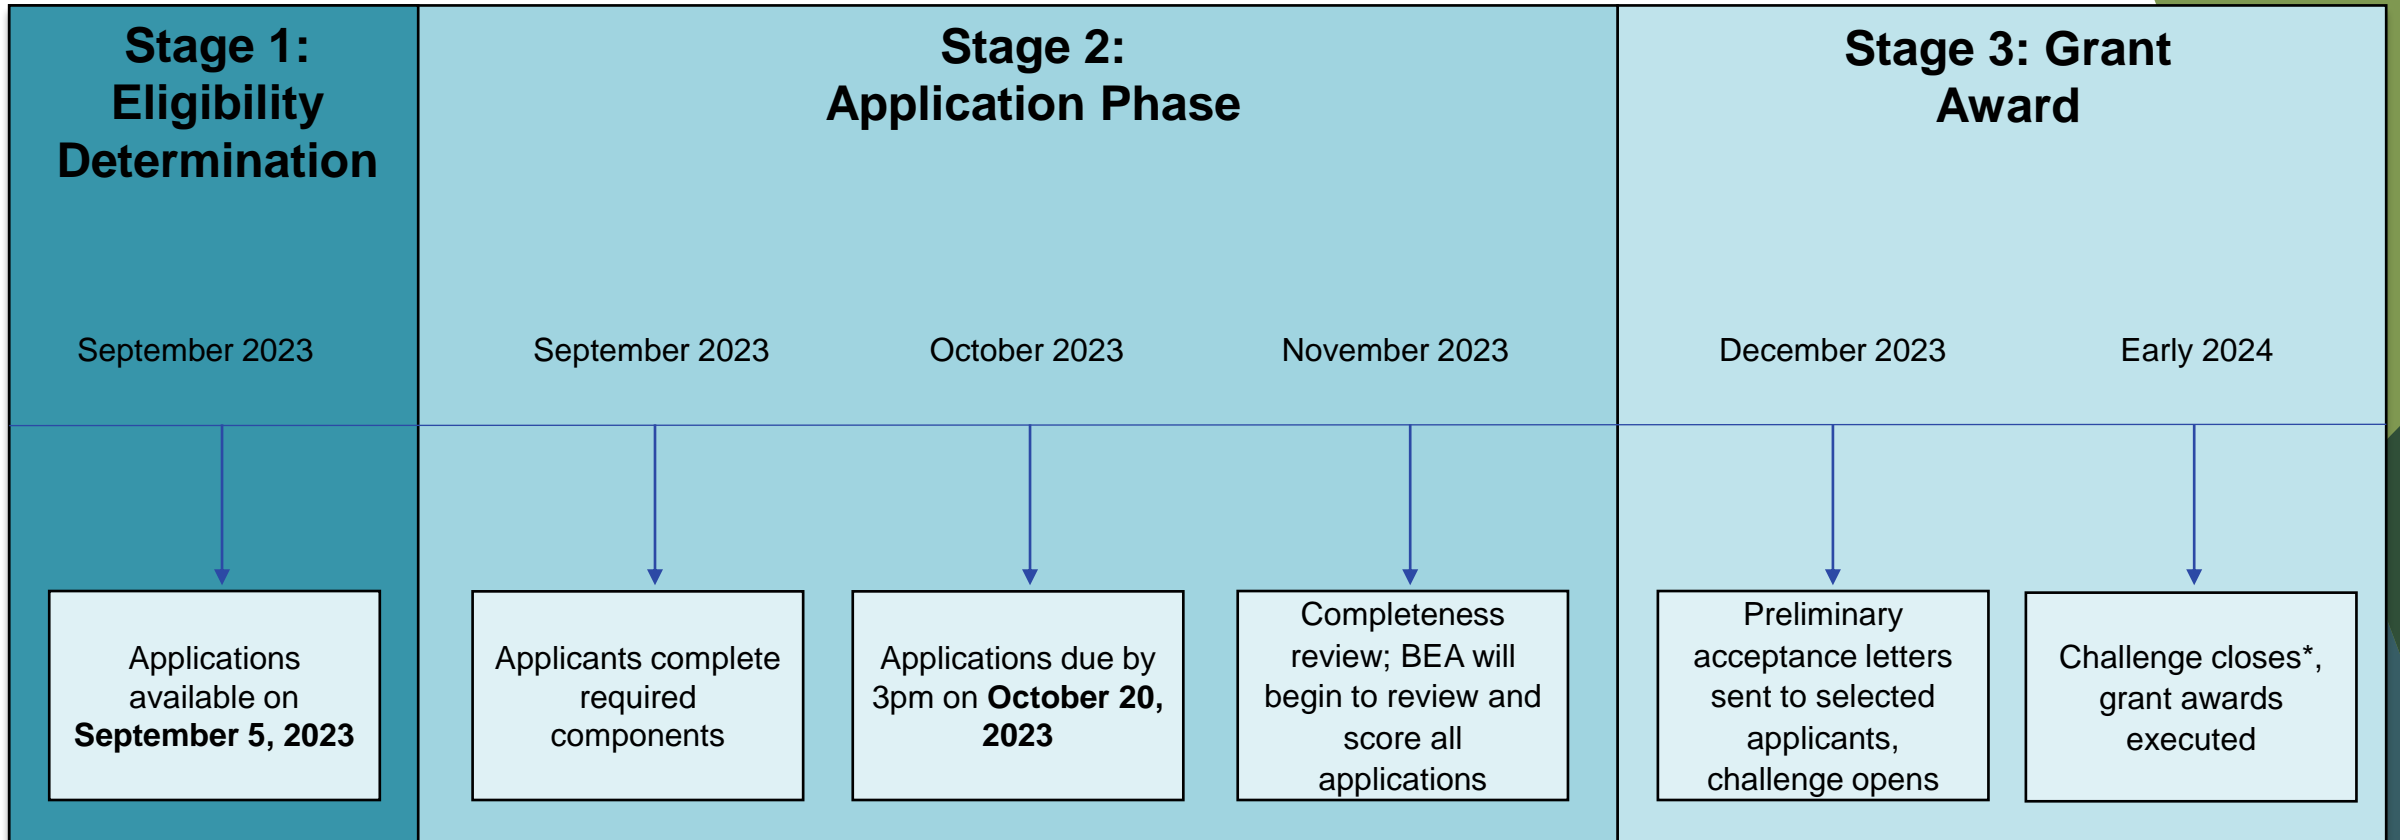 Stage 1:
Eligibility
Determination
Stage 2:
Application Phase
Stage 3: Grant
Award
September 2023
September 2023
October 2023
November 2023
December 2023
Early 2024
Applications
available on
September 5, 2023
Applicants complete
required
components
Applications due by
3pm on October 20,
2023
Completeness
review; BEA will
begin to review and
score all
applications
Preliminary
acceptance letters
sent to selected
applicants,
challenge opens
Challenge closes*,
grant awards
executed